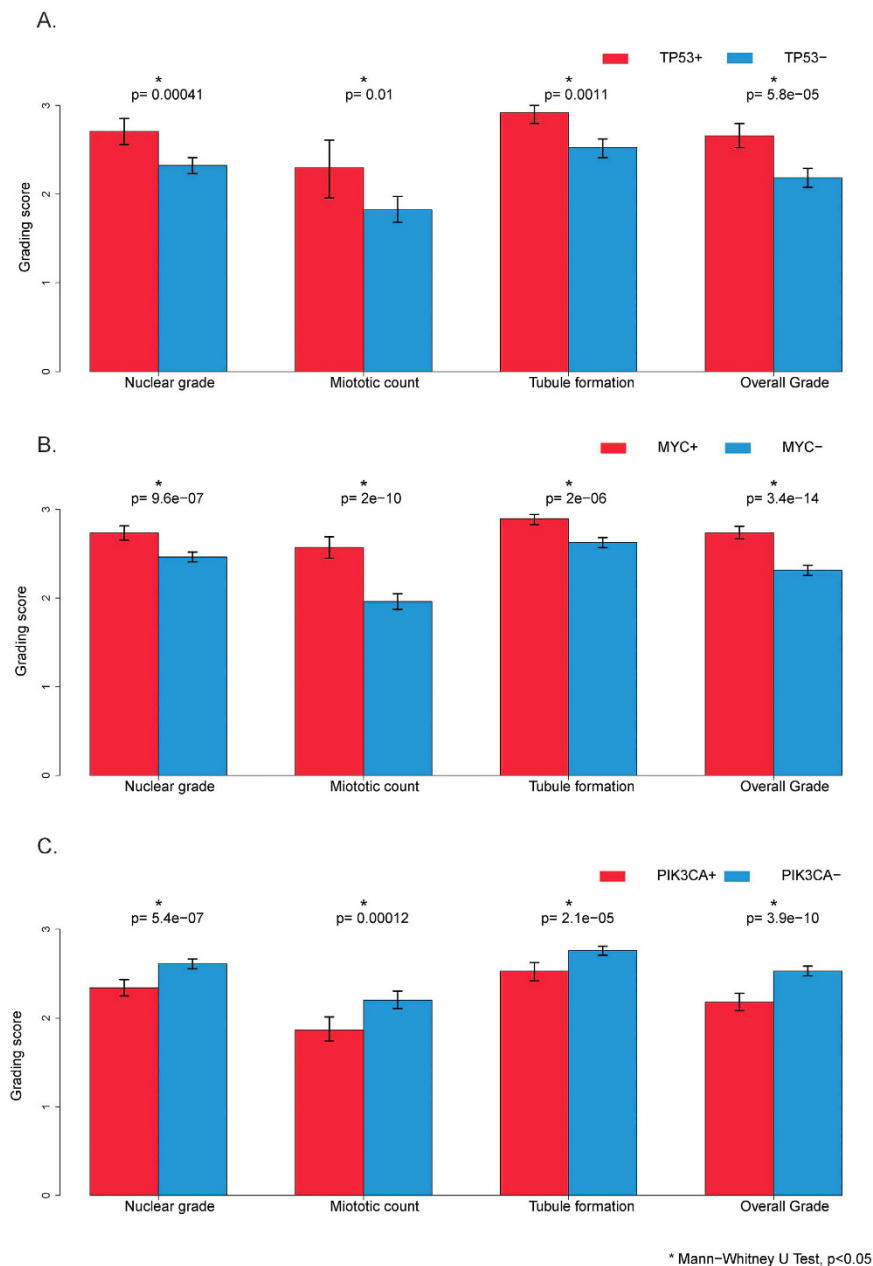 A.
TP53+ TP53−
* * * *
p= 0.00041 p= 0.01 p= 0.0011 p= 5.8e−05
3
2
1
0
Grading score
Nuclear grade Miototic count Tubule formation Overall Grade
B.
MYC+ MYC−
* * * *
p= 9.6e−07 p= 2e−10 p= 2e−06 p= 3.4e−14
3
2
1
0
Grading score
Nuclear grade Miototic count Tubule formation Overall Grade
C.
PIK3CA+ PIK3CA−
* * * *
p= 5.4e−07 p= 0.00012 p= 2.1e−05 p= 3.9e−10
3
2
1
0
Grading score
Nuclear grade Miototic count Tubule formation Overall Grade
* Mann−Whitney U Test, p<0.05